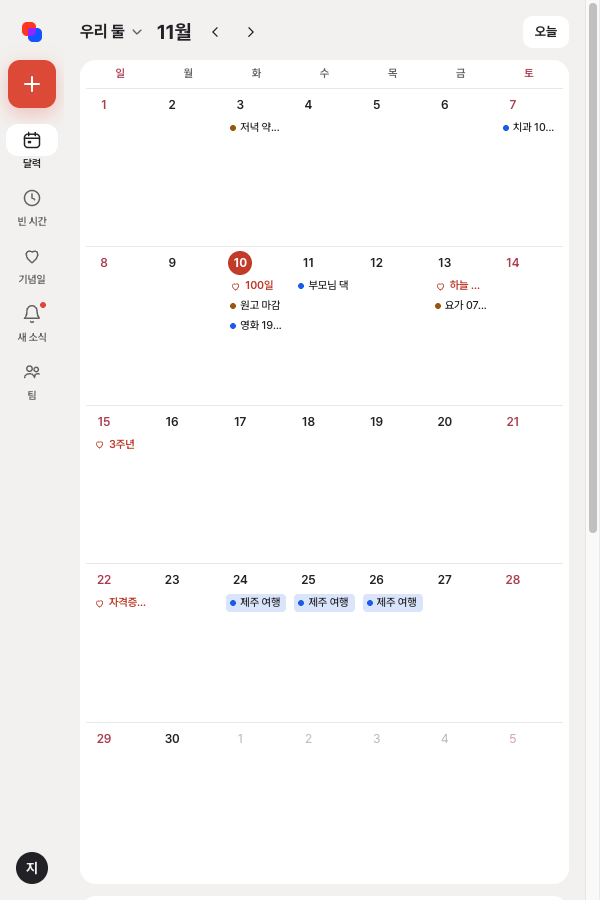 우리 둘
11월
오늘
일 월 화 수 목 금 토
1 2 3 4 5 6 7
저녁 약...
치과 10...
8 9 10 11 12 13 14
100일
부모님 댁
하늘 ...
원고 마감
요가 07...
영화 19...
15 16 17 18 19 20 21
3주년
22 23 24 25 26 27 28
자격증...
제주 여행
제주 여행
제주 여행
29 30 1 2 3 4 5
달력
빈 시간
기념일
새 소식
팀
지